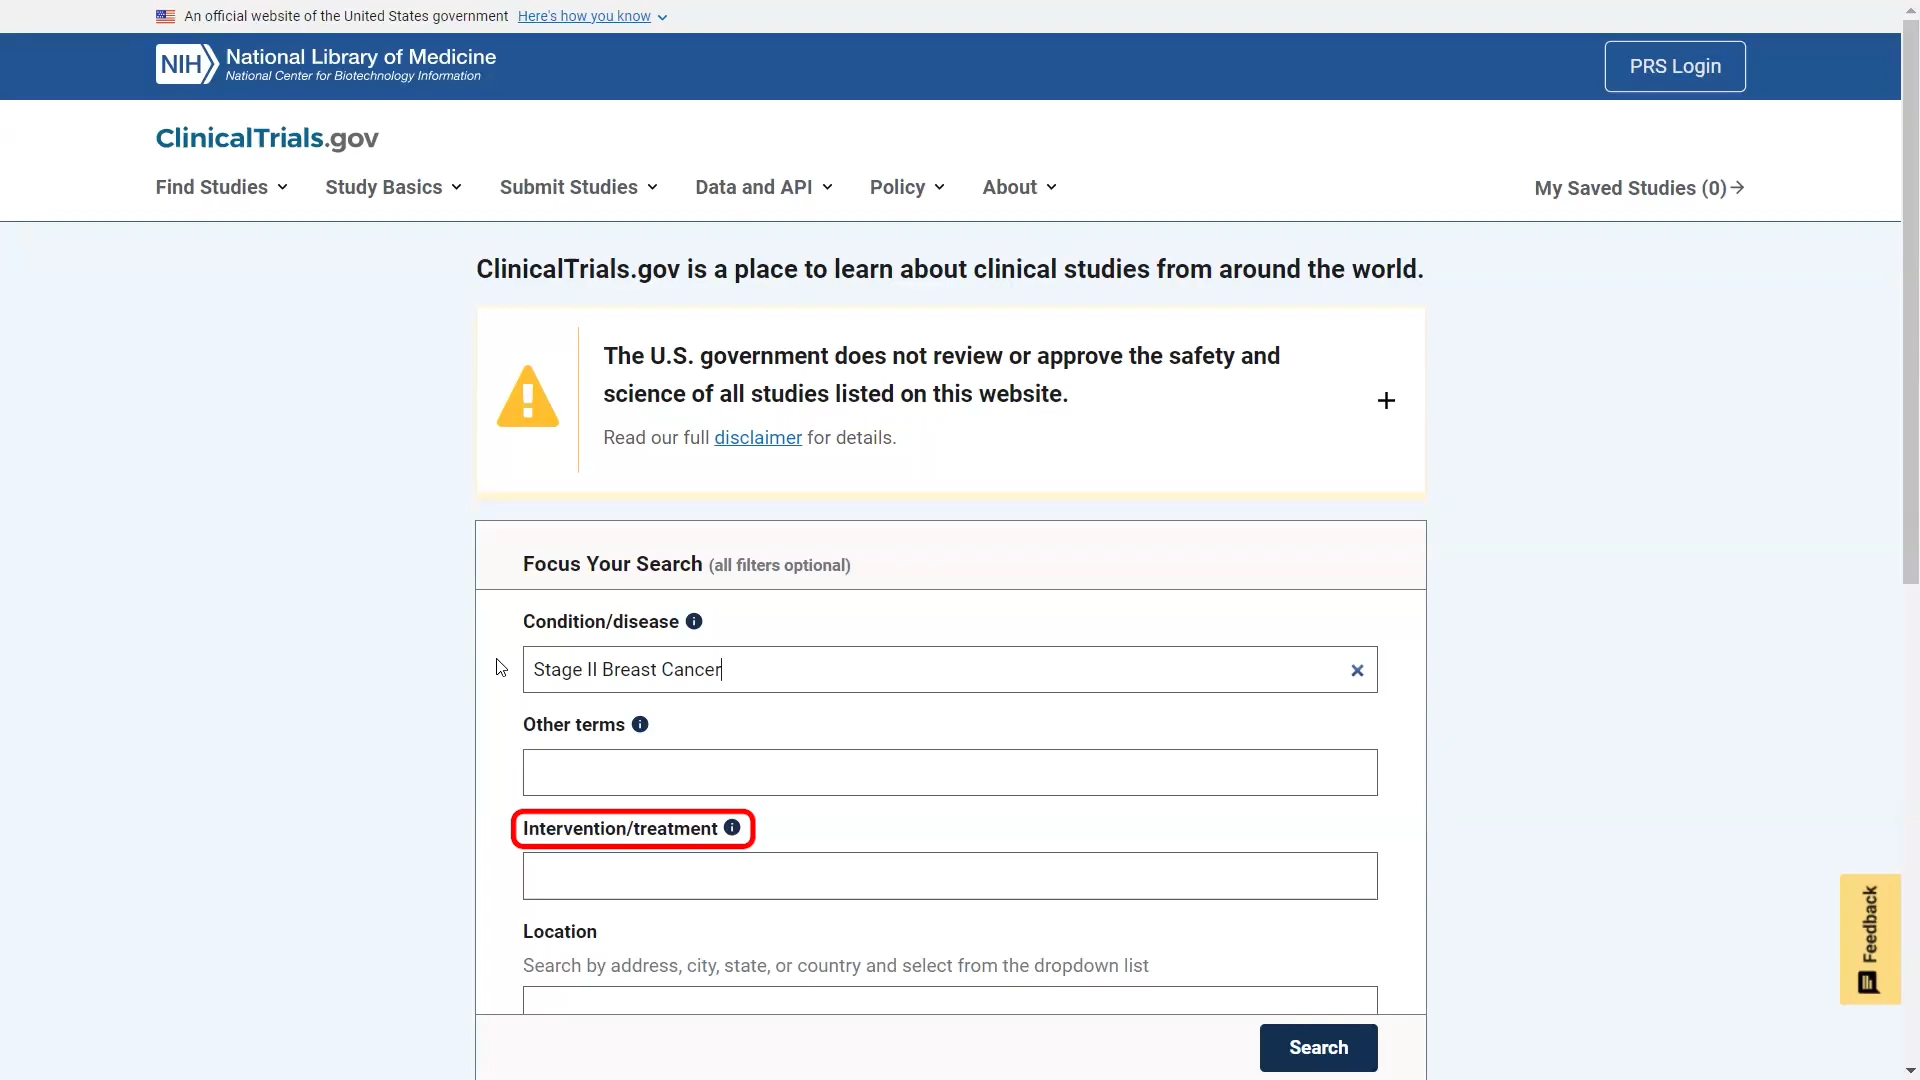 An official website of the United States government Here's how you know
NIH National Library of Medicine
National Center for Biotechnology Information
PRS Login
ClinicalTrials.gov
Find Studies Study Basics Submit Studies Data and API Policy About My Saved Studies (0)
ClinicalTrials.gov is a place to learn about clinical studies from around the world.
The U.S. government does not review or approve the safety and
science of all studies listed on this website.
Read our full disclaimer for details.
Focus Your Search (all filters optional)
Condition/disease
Stage II Breast Cancer
Other terms
Intervention/treatment
Location
Search by address, city, state, or country and select from the dropdown list
Search
Feedback